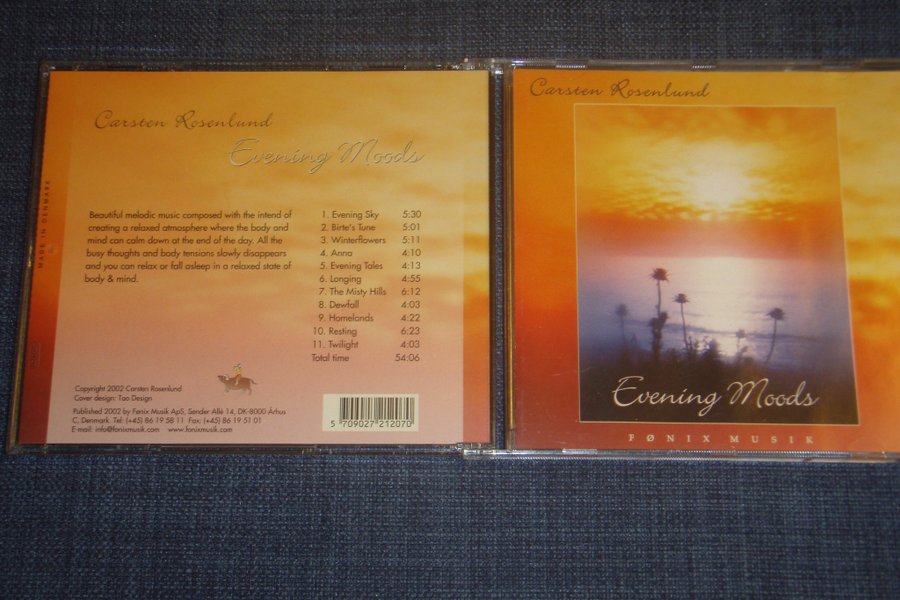 MADE IN DENMARK
Carsten Rosenlund
Evening Moods
Beautiful melodic music composed with the intend of
creating a relaxed atmosphere where the body and
mind can calm down at the end of the day. All the
busy thoughts and body tensions slowly disappears
and you can relax or fall asleep in a relaxed state of
body & mind.
1. Evening Sky 5:30
2. Birte's Tune 5:01
3. Winterflowers 5:11
4. Anna 4:10
5. Evening Tales 4:13
6. Longing 4:55
7. The Misty Hills 6:12
8. Dewfall 4:03
9. Homelands 4:22
10. Resting 6:23
11. Twilight 4:03
Total time 54:06
Copyright 2002 Carsten Rosenlund
Cover design: Tao Design
Published 2002 by Fønix Musik ApS, Sønder Allé 14, DK-8000 Århus
C, Denmark Tel: (+45) 86 19 58 11 Fax: (+45) 86 19 51 01
E-mail: info@fonixmusik.com www.fonixmusik.com
5 709027 212070
Carsten Rosenlund
Evening Moods
FØNIX MUSIK